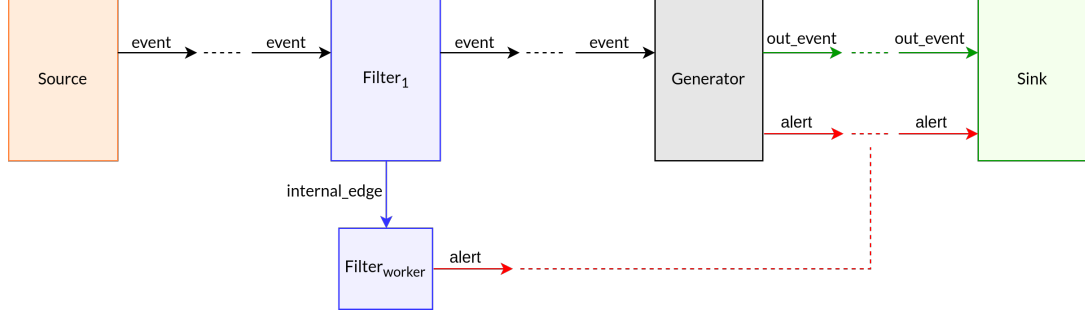 event
event
event
event
out_event
out_event
Source
Filter1
Generator
Sink
alert
alert
internal_edge
Filterworker
alert